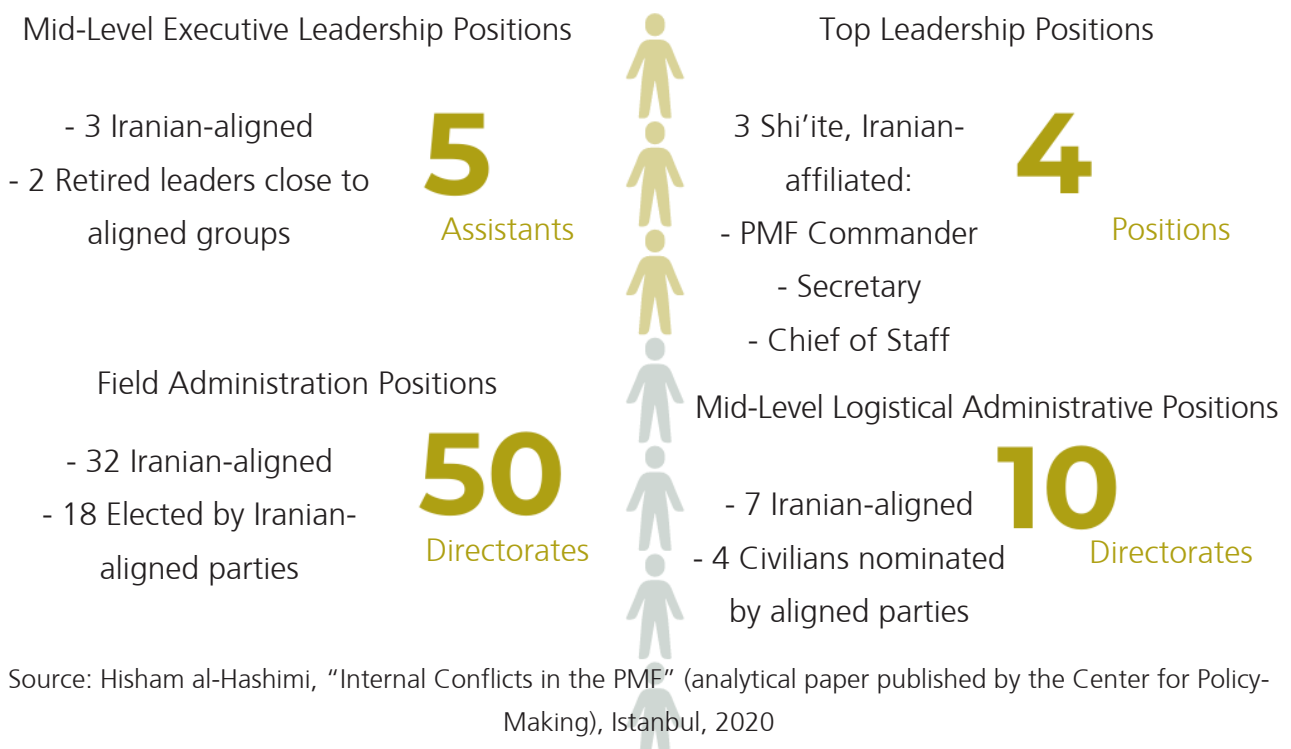 Mid-Level Executive Leadership Positions
- 3 Iranian-aligned
- 2 Retired leaders close to
aligned groups
5
Assistants
Top Leadership Positions
3 Shi’ite, Iranian-
affiliated:
- PMF Commander
- Secretary
- Chief of Staff
4
Positions
Field Administration Positions
- 32 Iranian-aligned
- 18 Elected by Iranian-
aligned parties
50
Directorates
Mid-Level Logistical Administrative Positions
- 7 Iranian-aligned
- 4 Civilians nominated
by aligned parties
10
Directorates
Source: Hisham al-Hashimi, “Internal Conflicts in the PMF” (analytical paper published by the Center for Policy-
Making), Istanbul, 2020